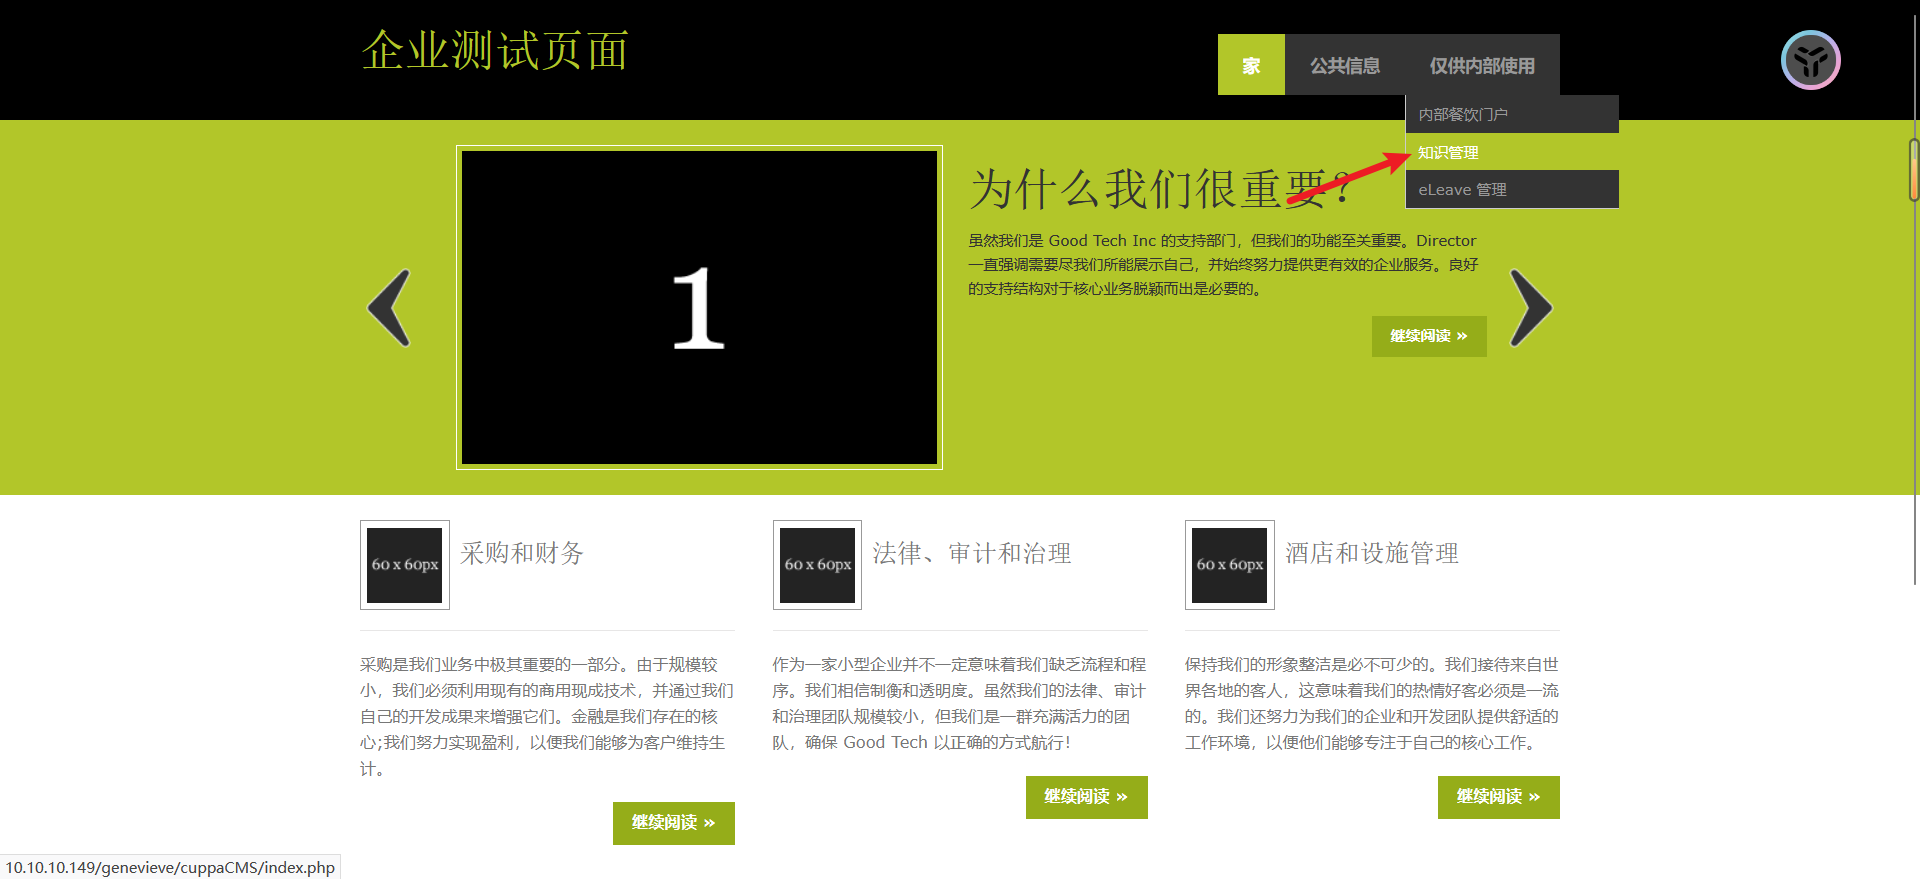 企业测试页面
家
公共信息
仅供内部使用
内部餐饮门户
知识管理
eLeave 管理
1
为什么我们很重要?
虽然我们是 Good Tech Inc 的支持部门，但我们的功能至关重要。Director
一直强调需要尽我们所能展示自己，并始终努力提供更有效的企业服务。良好
的支持结构对于核心业务脱颖而出是必要的。
继续阅读 »
60 x 60px
采购和财务
采购是我们业务中极其重要的一部分。由于规模较
小，我们必须利用现有的商用现成技术，并通过我们
自己的开发成果来增强它们。金融是我们存在的核
心;我们努力实现盈利，以便我们能够为客户维持生
计。
继续阅读 »
60 x 60px
法律、审计和治理
作为一家小型企业并不一定意味着我们缺乏流程和程
序。我们相信制衡和透明度。虽然我们的法律、审计
和治理团队规模较小，但我们是一群充满活力的团
队，确保 Good Tech 以正确的方式航行！
继续阅读 »
60 x 60px
酒店和设施管理
保持我们的形象整洁是必不可少的。我们接待来自世
界各地的客人，这意味着我们的热情好客必须是一流
的。我们还努力为我们的企业和开发团队提供舒适的
工作环境，以便他们能够专注于自己的核心工作。
继续阅读 »
10.10.10.149/genevieve/cuppaCMS/index.php